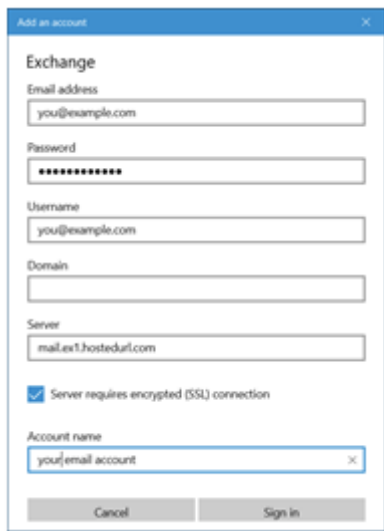 Add an account
Exchange
Email address
you@example.com
Password
••••••••••••
Username
you@example.com
Domain
Server
mail.ex1.hostedurl.com
Server requires encrypted (SSL) connection
Account name
your email account
Cancel Sign in